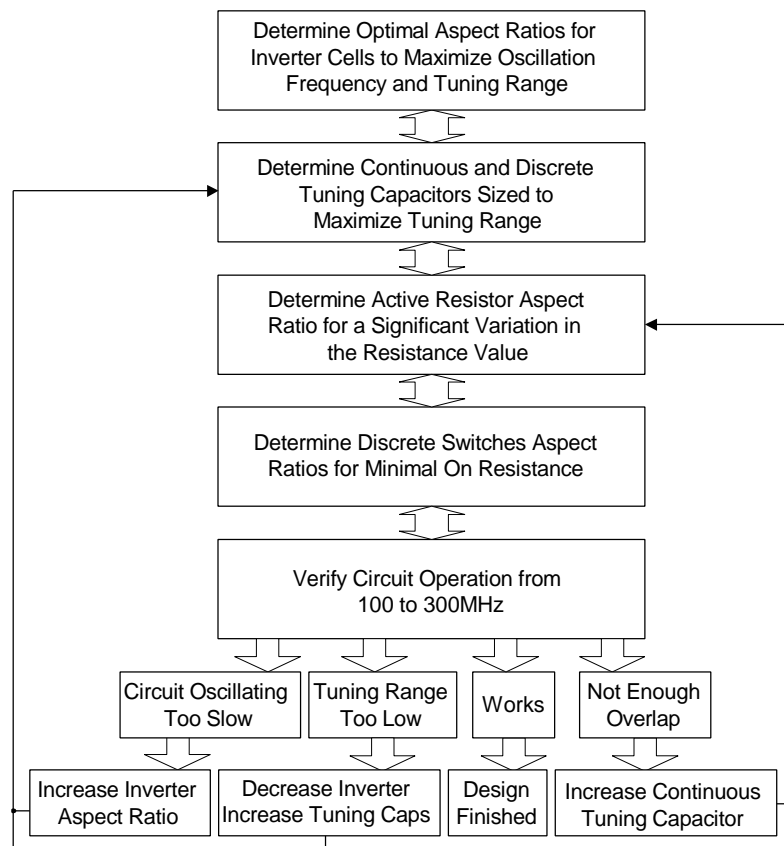 Determine Optimal Aspect Ratios for
Inverter Cells to Maximize Oscillation
Frequency and Tuning Range
Determine Continuous and Discrete
Tuning Capacitors Sized to
Maximize Tuning Range
Determine Active Resistor Aspect
Ratio for a Significant Variation in
the Resistance Value
Determine Discrete Switches Aspect
Ratios for Minimal On Resistance
Verify Circuit Operation from
100 to 300MHz
Circuit Oscillating
Too Slow
Tuning Range
Too Low
Works
Not Enough
Overlap
Increase Inverter
Aspect Ratio
Decrease Inverter
Increase Tuning Caps
Design
Finished
Increase Continuous
Tuning Capacitor